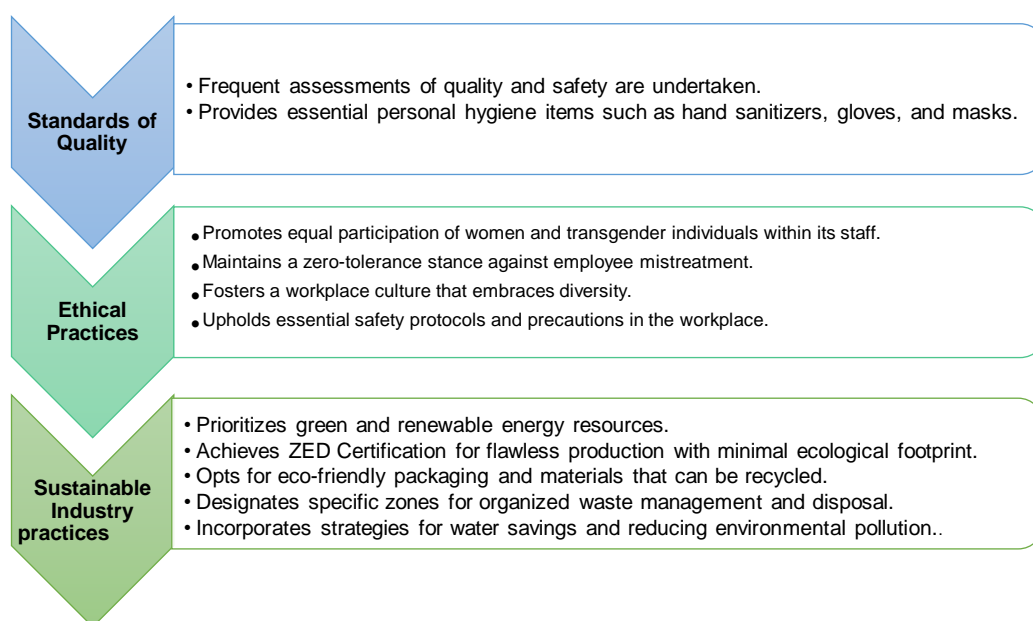 Standards of
Quality
• Frequent assessments of quality and safety are undertaken.
• Provides essential personal hygiene items such as hand sanitizers, gloves, and masks.
Ethical
Practices
• Promotes equal participation of women and transgender individuals within its staff.
• Maintains a zero-tolerance stance against employee mistreatment.
• Fosters a workplace culture that embraces diversity.
• Upholds essential safety protocols and precautions in the workplace.
Sustainable
Industry
practices
• Prioritizes green and renewable energy resources.
• Achieves ZED Certification for flawless production with minimal ecological footprint.
• Opts for eco-friendly packaging and materials that can be recycled.
• Designates specific zones for organized waste management and disposal.
• Incorporates strategies for water savings and reducing environmental pollution..